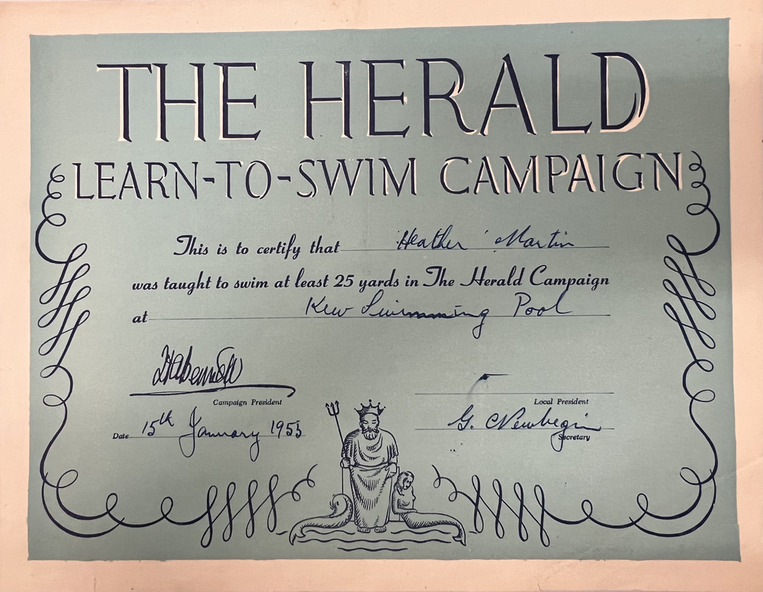 THE HERALD
LEARN-TO-SWIM CAMPAIGN
This is to certify that Heather Martin
was taught to swim at least 25 yards in The Herald Campaign
at Kew Swimming Pool
Campaign President
Local President
Date 15th January 1955
G. C Newbegin
Secretary